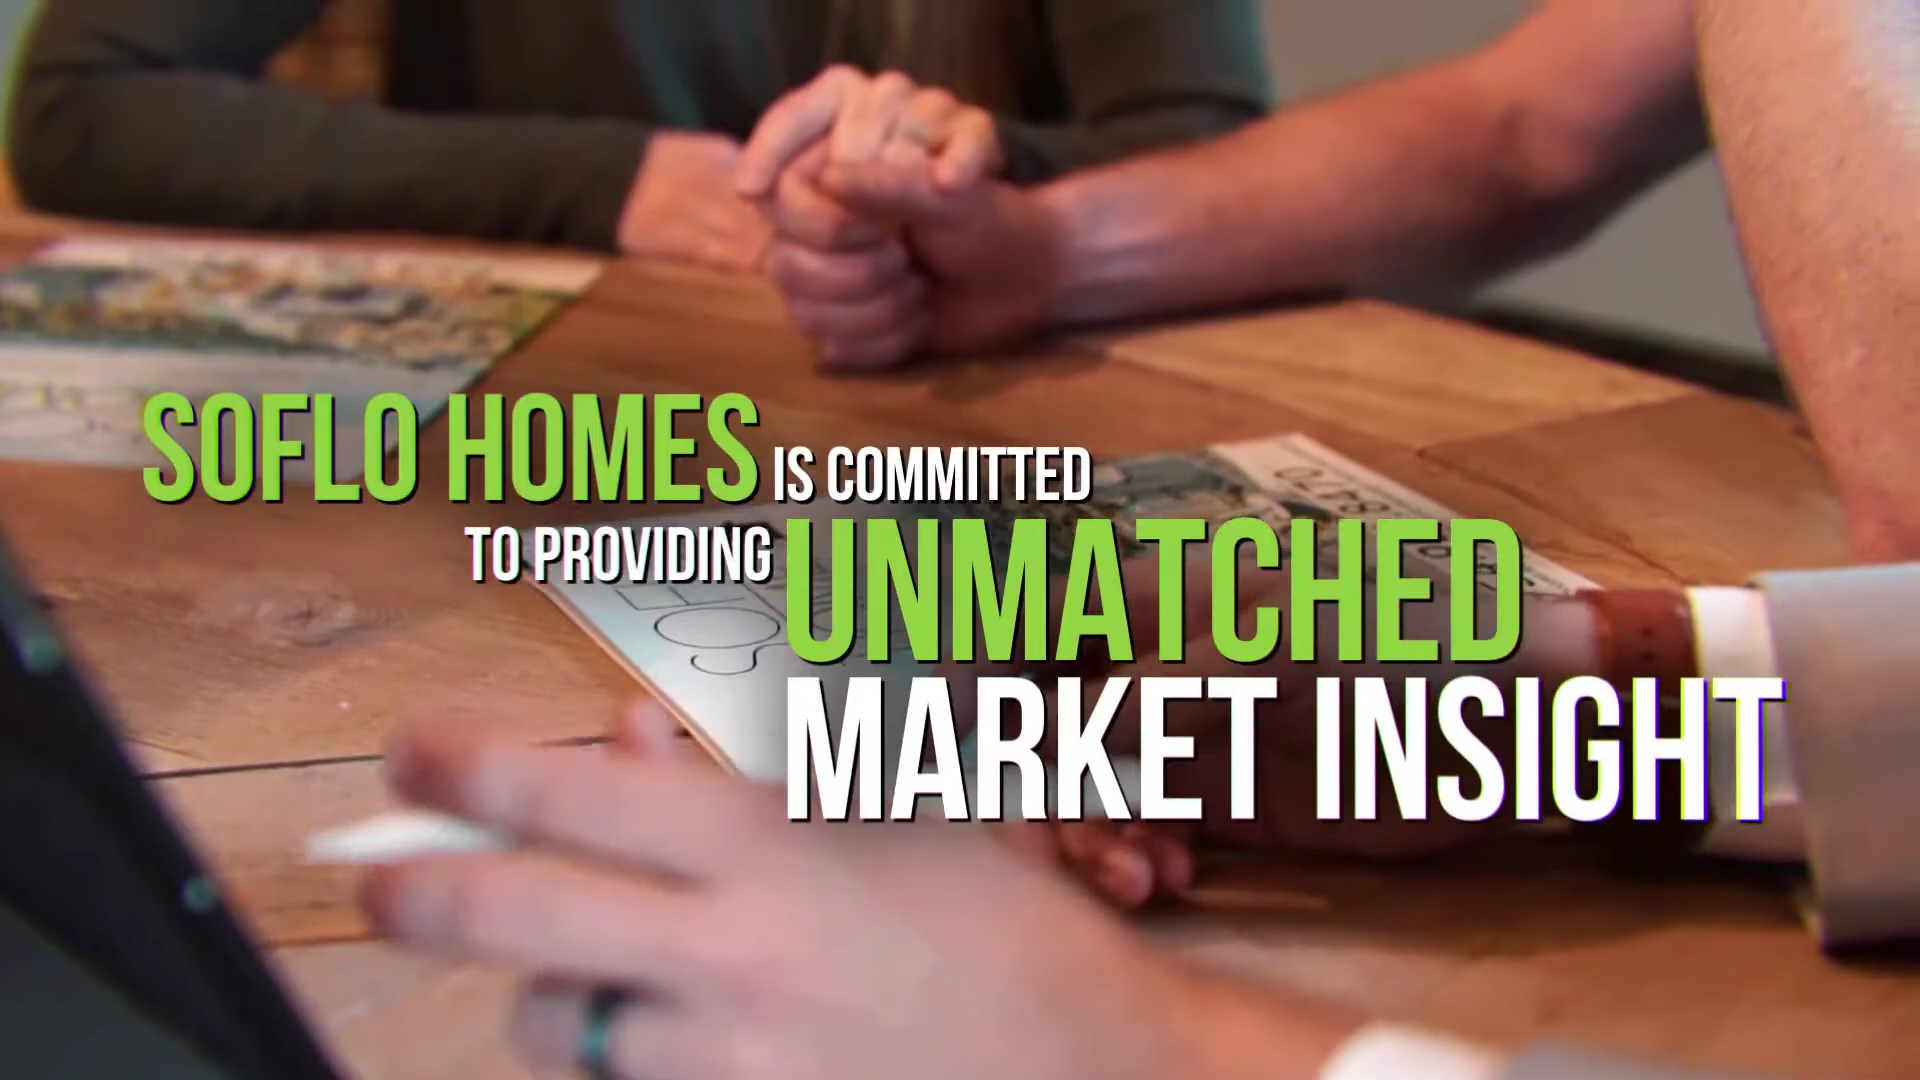 SOFLO HOMES IS COMMITTED
TO PROVIDING UNMATCHED
MARKET INSIGHT